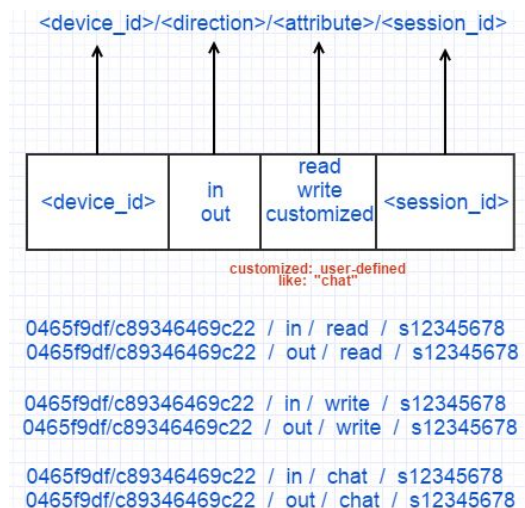 <device_id>/<direction>/<attribute>/<session_id>
<device_id>
in
out
read
write
customized
<session_id>
customized: user-defined
like: "chat"
0465f9df/c89346469c22 / in / read / s12345678
0465f9df/c89346469c22 / out / read / s12345678
0465f9df/c89346469c22 / in / write / s12345678
0465f9df/c89346469c22 / out / write / s12345678
0465f9df/c89346469c22 / in / chat / s12345678
0465f9df/c89346469c22 / out / chat / s12345678